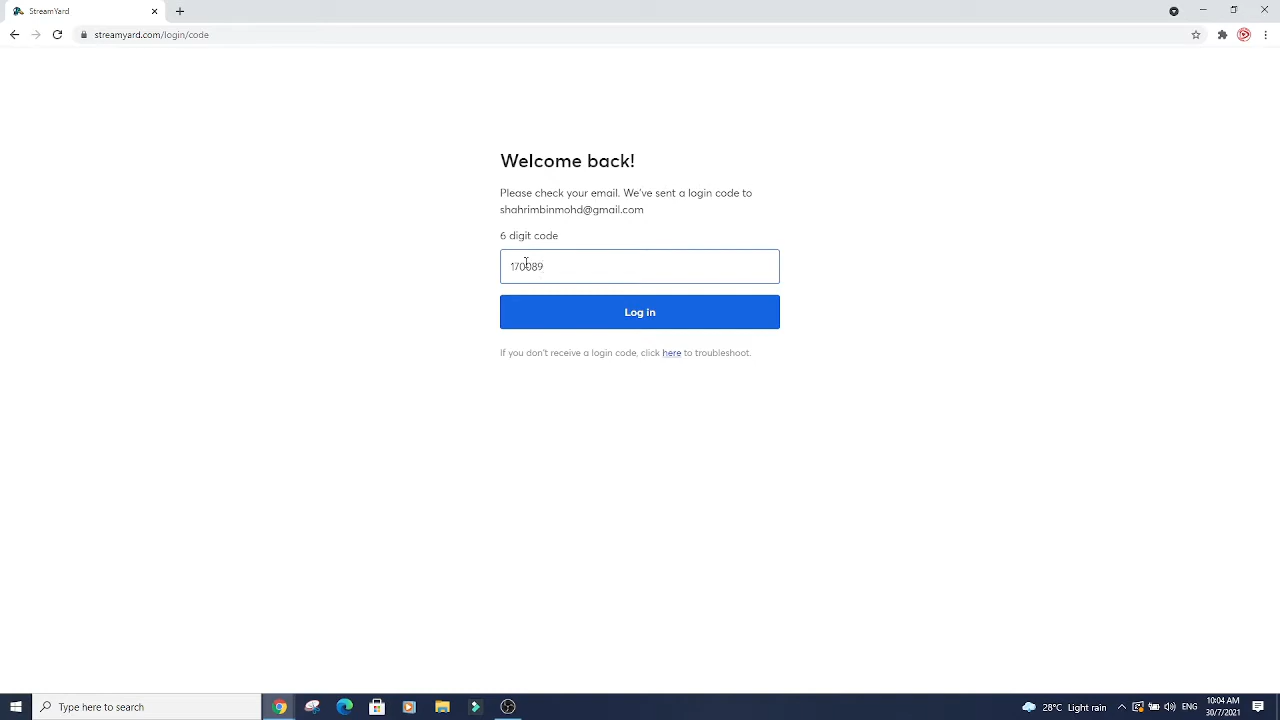 StreamYard
streamyard.com/login/code
Welcome back!
Please check your email. We've sent a login code to
shahrimbinmohd@gmail.com
6 digit code
170089
Log in
If you don't receive a login code, click here to troubleshoot.
Type here to search
28°C Light rain
ENG
10:04 AM
30/7/2021